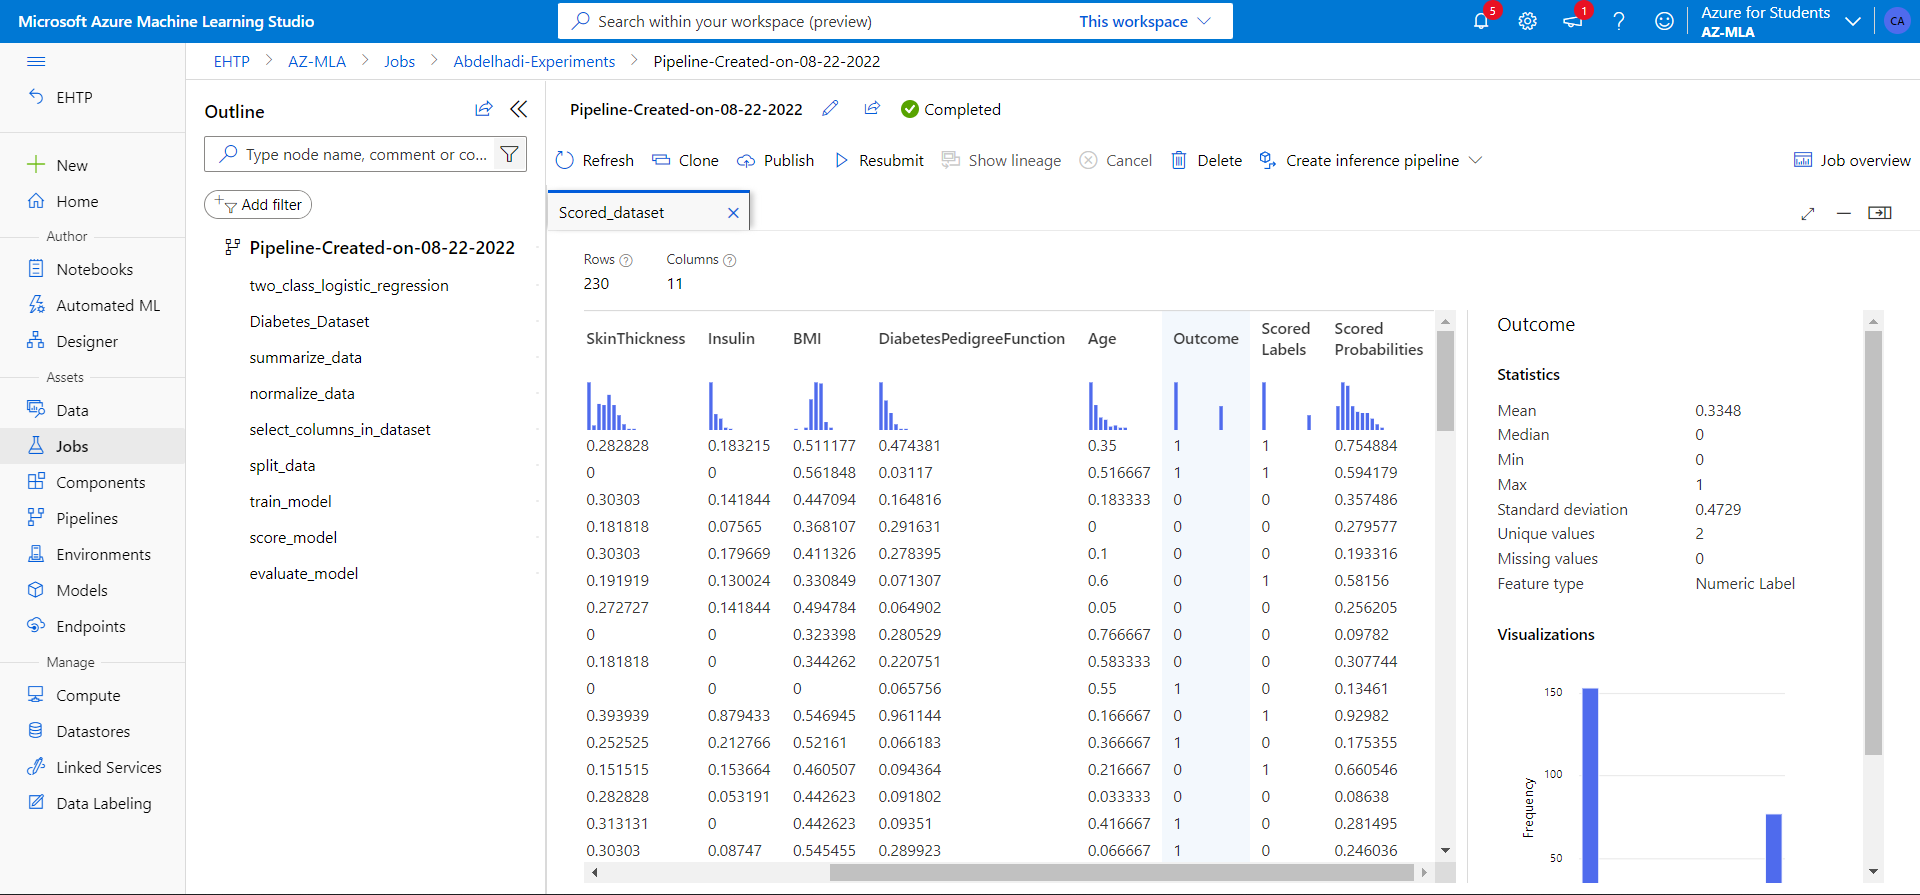 Microsoft Azure Machine Learning Studio
Search within your workspace (preview)
This workspace
5
1
Azure for Students
AZ-MLA
CA
EHTP
AZ-MLA
Jobs
Abdelhadi-Experiments
Pipeline-Created-on-08-22-2022
EHTP
New
Home
Author
Notebooks
Automated ML
Designer
Assets
Data
Jobs
Components
Pipelines
Environments
Models
Endpoints
Manage
Compute
Datastores
Linked Services
Data Labeling
Outline
Type node name, comment or co...
Add filter
Pipeline-Created-on-08-22-2022
two_class_logistic_regression
Diabetes_Dataset
summarize_data
normalize_data
select_columns_in_dataset
split_data
train_model
score_model
evaluate_model
Pipeline-Created-on-08-22-2022
Completed
Refresh
Clone
Publish
Resubmit
Show lineage
Cancel
Delete
Create inference pipeline
Job overview
Scored_dataset
Rows Columns
230 11
SkinThickness Insulin BMI DiabetesPedigreeFunction Age Outcome Scored Labels Scored Probabilities
0.282828 0.183215 0.511177 0.474381 0.35 1 1 0.754884
0 0 0.561848 0.03117 0.516667 1 1 0.594179
0.30303 0.141844 0.447094 0.164816 0.183333 0 0 0.357486
0.181818 0.07565 0.368107 0.291631 0 0 0 0.279577
0.30303 0.179669 0.411326 0.278395 0.1 0 0 0.193316
0.191919 0.130024 0.330849 0.071307 0.6 0 1 0.58156
0.272727 0.141844 0.494784 0.064902 0.05 0 0 0.256205
0 0 0.323398 0.280529 0.766667 0 0 0.09782
0.181818 0 0.344262 0.220751 0.583333 0 0 0.307744
0 0 0 0.065756 0.55 1 0 0.13461
0.393939 0.879433 0.546945 0.961144 0.166667 0 1 0.92982
0.252525 0.212766 0.52161 0.066183 0.366667 1 0 0.175355
0.151515 0.153664 0.460507 0.094364 0.216667 0 1 0.660546
0.282828 0.053191 0.442623 0.091802 0.033333 0 0 0.08638
0.313131 0 0.442623 0.09351 0.416667 1 0 0.281495
0.30303 0.08747 0.545455 0.289923 0.066667 1 0 0.246036
Outcome
Statistics
Mean 0.3348
Median 0
Min 0
Max 1
Standard deviation 0.4729
Unique values 2
Missing values 0
Feature type Numeric Label
Visualizations
150
100
50
Frequency